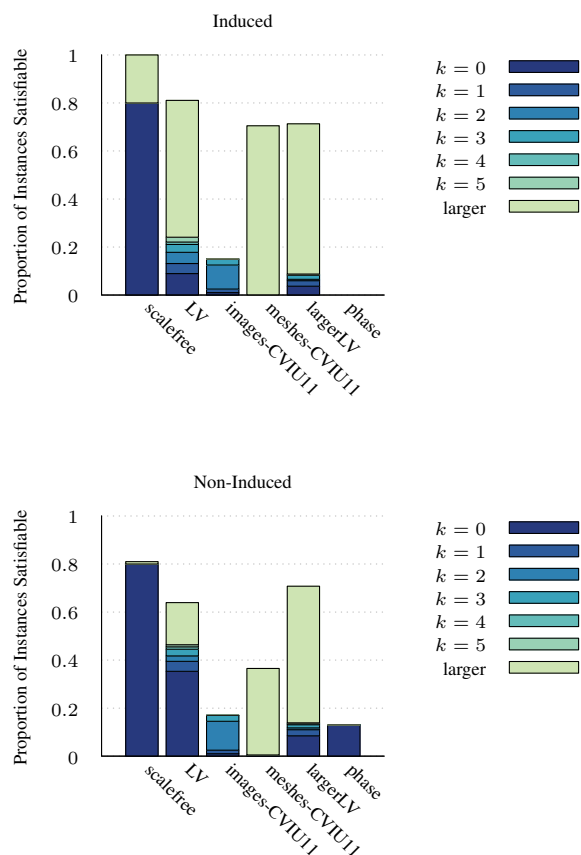 Induced
Proportion of Instances Satisfiable
1
0.8
0.6
0.4
0.2
0
scalefree
LV
images-CVIU11
meshes-CVIU11
largerLV
phase
k = 0
k = 1
k = 2
k = 3
k = 4
k = 5
larger
Non-Induced
Proportion of Instances Satisfiable
1
0.8
0.6
0.4
0.2
0
scalefree
LV
images-CVIU11
meshes-CVIU11
largerLV
phase
k = 0
k = 1
k = 2
k = 3
k = 4
k = 5
larger